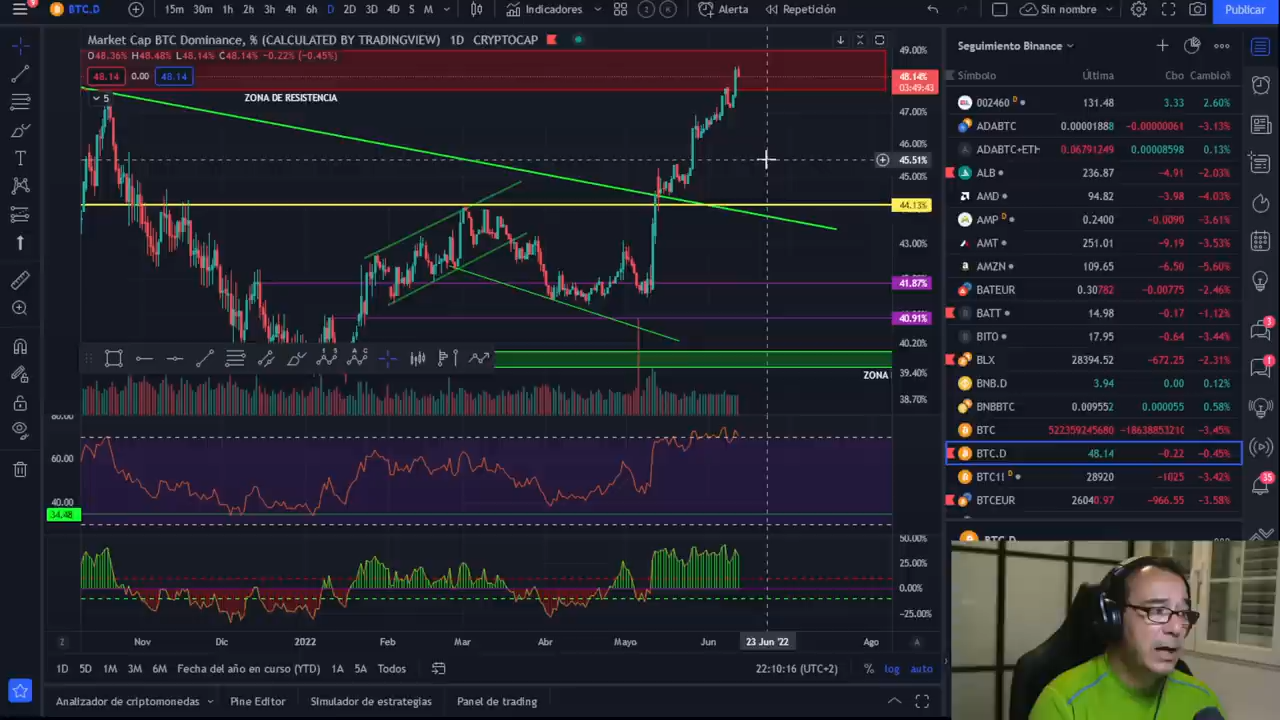 9 BTC.D 15m 30m 1h 2h 3h 4h 6h D 2D 3D 4D S M Indicadores Alerta Repetición Sin nombre Publicar
Market Cap BTC Dominance, % (CALCULATED BY TRADINGVIEW) 1D CRYPTOCAP
O48.36% H48.48% L48.14% C48.14% −0.22% (−0.45%)
48.14 0.00 48.14
5
ZONA DE RESISTENCIA
49.00%
48.14%
03:49:43
47.00%
46.00%
45.51%
45.00%
44.13%
43.00%
41.87%
40.91%
40.20%
39.40%
38.70%
ZONA
80.00
60.00
40.00
34.48
50.00%
25.00%
0.00%
−25.00%
Nov Dic 2022 Feb Mar Abr Mayo Jun 23 Jun '22 Ago
Z A
1D 5D 1M 3M 6M Fecha del año en curso (YTD) 1A 5A Todos 22:10:16 (UTC+2) % log auto
Analizador de criptomonedas Pine Editor Simulador de estrategias Panel de trading
Seguimiento Binance
Símbolo Última Cbo Cambio%
002460 D 131.48 3.33 2.60%
ADABTC 0.00001888 −0.00000061 −3.13%
ADABTC+ETH 0.06791249 0.00008598 0.13%
ALB 236.87 −4.91 −2.03%
AMD 94.82 −3.98 −4.03%
AMP D 0.2400 −0.0090 −3.61%
AMT 251.01 −9.19 −3.53%
AMZN 109.65 −6.50 −5.60%
BATEUR 0.30782 −0.00775 −2.46%
BATT 14.98 −0.17 −1.12%
BITO 17.95 −0.64 −3.44%
BLX 28394.52 −672.25 −2.31%
BNB.D 3.94 0.00 0.12%
BNBBTC 0.009552 0.000055 0.58%
BTC 522359245680 −3.45%
BTC.D 48.14 −0.22 −0.45%
BTC1! D 28920 −1025 −3.42%
BTCEUR 26040.97 −966.55 −3.58%
BTC.D
3
1
35